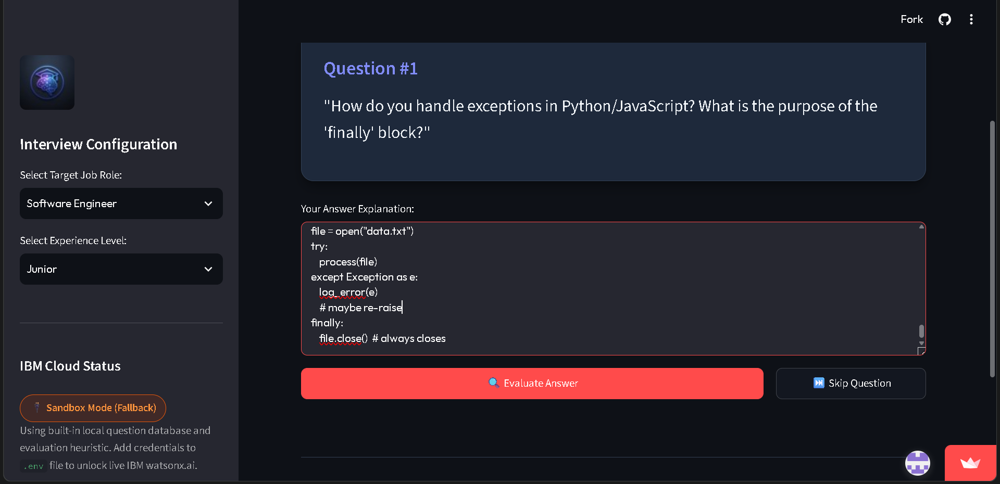 Fork
Interview Configuration
Select Target Job Role:
Software Engineer
Select Experience Level:
Junior
IBM Cloud Status
Sandbox Mode (Fallback)
Using built-in local question database and
evaluation heuristic. Add credentials to
.env file to unlock live IBM watsonx.ai.
Question #1
"How do you handle exceptions in Python/JavaScript? What is the purpose of the
'finally' block?"
Your Answer Explanation:
file = open("data.txt")
try:
    process(file)
except Exception as e:
    log_error(e)
    # maybe re-raise
finally:
    file.close()  # always closes
Evaluate Answer
Skip Question